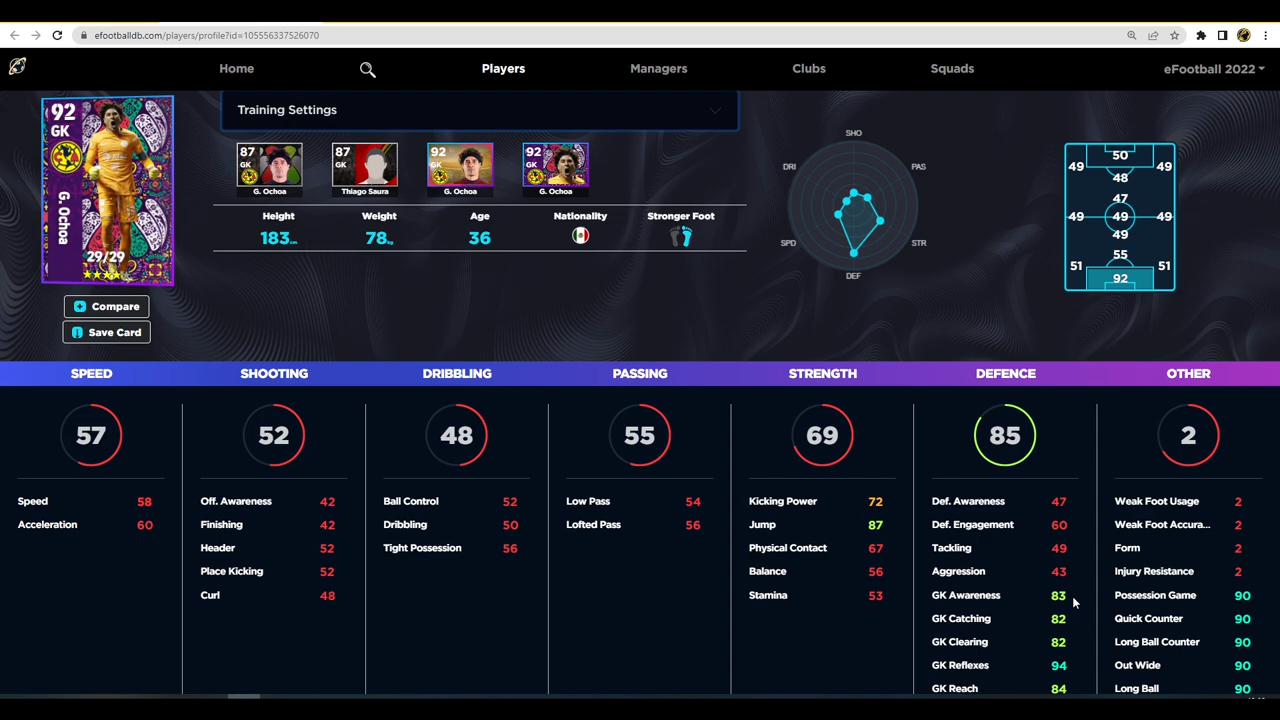 efootballdb.com/players/profile?id=105556337526070
Home
Players
Managers
Clubs
Squads
eFootball 2022
92
GK
G. Ochoa
29/29
Training Settings
87
GK
G. Ochoa
87
GK
Thiago Saura
92
GK
G. Ochoa
92
GK
G. Ochoa
Height Weight Age Nationality Stronger Foot
183cm 78kg 36
Compare
Save Card
SHO
DRI PAS
SPD STR
DEF
50
49 49
48
47
49 49 49
49
55
51 51
92
SPEED SHOOTING DRIBBLING PASSING STRENGTH DEFENCE OTHER
57
Speed 58
Acceleration 60
52
Off. Awareness 42
Finishing 42
Header 52
Place Kicking 52
Curl 48
48
Ball Control 52
Dribbling 50
Tight Possession 56
55
Low Pass 54
Lofted Pass 56
69
Kicking Power 72
Jump 87
Physical Contact 67
Balance 56
Stamina 53
85
Def. Awareness 47
Def. Engagement 60
Tackling 49
Aggression 43
GK Awareness 83
GK Catching 82
GK Clearing 82
GK Reflexes 94
GK Reach 84
2
Weak Foot Usage 2
Weak Foot Accura... 2
Form 2
Injury Resistance 2
Possession Game 90
Quick Counter 90
Long Ball Counter 90
Out Wide 90
Long Ball 90